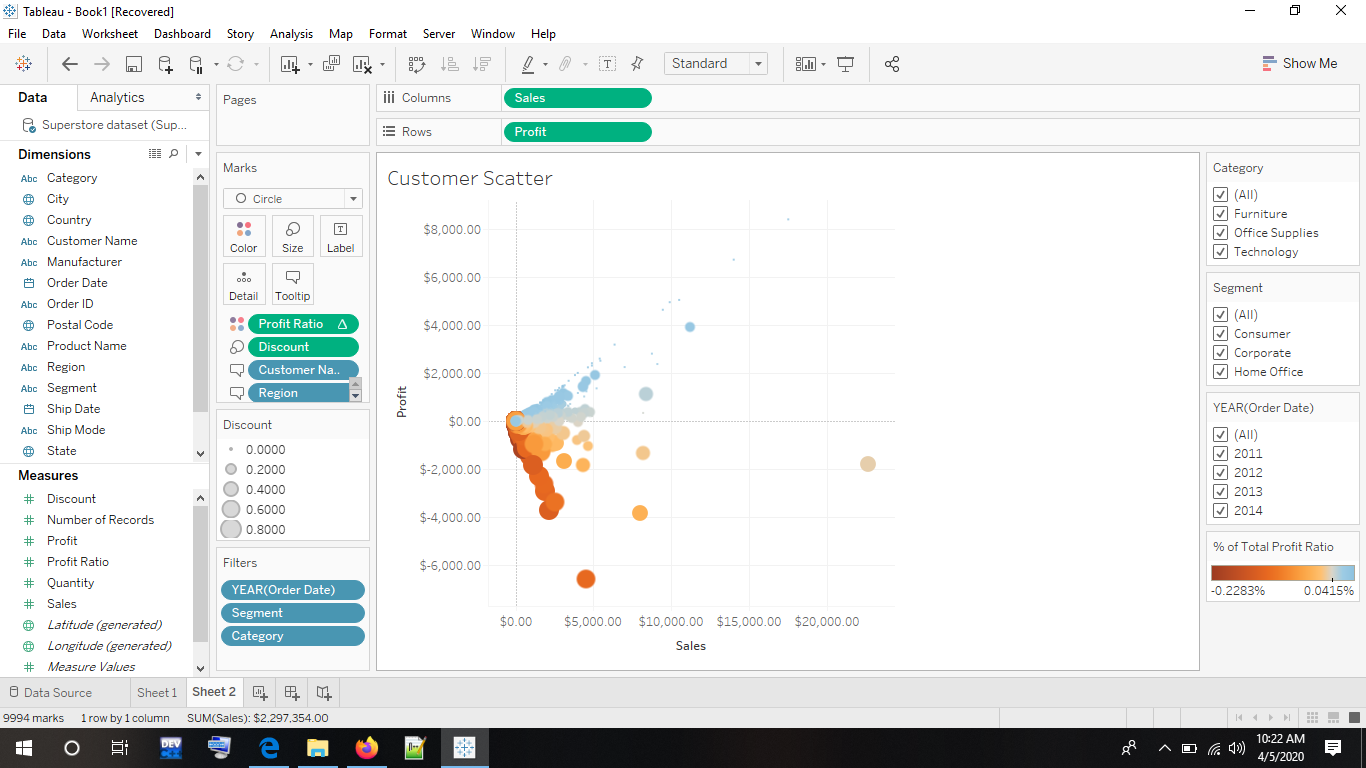 Tableau - Book1 [Recovered]
File Data Worksheet Dashboard Story Analysis Map Format Server Window Help
Standard
Show Me
Data Analytics
Superstore dataset (Sup...
Dimensions
Abc Category
City
Country
Abc Customer Name
Abc Manufacturer
Order Date
Abc Order ID
Postal Code
Abc Product Name
Abc Region
Abc Segment
Ship Date
Abc Ship Mode
State
Measures
# Discount
# Number of Records
# Profit
# Profit Ratio
# Quantity
# Sales
Latitude (generated)
Longitude (generated)
# Measure Values
Pages
Marks
Circle
Color Size Label
T
Detail Tooltip
Profit Ratio Δ
Discount
Customer Na..
Region
Discount
0.0000
0.2000
0.4000
0.6000
0.8000
Filters
YEAR(Order Date)
Segment
Category
Columns Sales
Rows Profit
Customer Scatter
$8,000.00
$6,000.00
$4,000.00
$2,000.00
$0.00
$-2,000.00
$-4,000.00
$-6,000.00
Profit
$0.00 $5,000.00 $10,000.00 $15,000.00 $20,000.00
Sales
Category
(All)
Furniture
Office Supplies
Technology
Segment
(All)
Consumer
Corporate
Home Office
YEAR(Order Date)
(All)
2011
2012
2013
2014
% of Total Profit Ratio
-0.2283% 0.0415%
Data Source Sheet 1 Sheet 2
9994 marks 1 row by 1 column SUM(Sales): $2,297,354.00
DEV
10:22 AM
4/5/2020